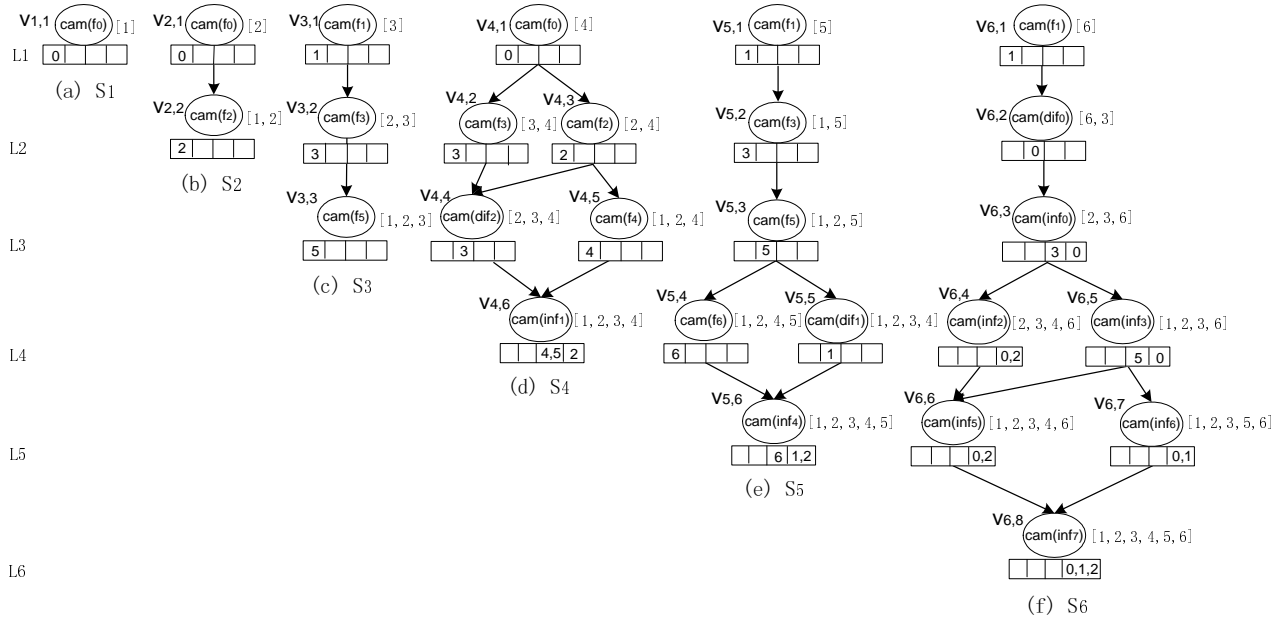 V1,1 cam(f0) [1]
V2,1 cam(f0) [2]
V3,1 cam(f1) [3]
V4,1 cam(f0) [4]
V5,1 cam(f1) [5]
V6,1 cam(f1) [6]
L1 0 0 1 0 1 1
(a) S1
V2,2 cam(f2) [1, 2]
V3,2 cam(f3) [2, 3]
V4,2 cam(f3) [3, 4]
V4,3 cam(f2) [2, 4]
V5,2 cam(f3) [1, 5]
V6,2 cam(dif0) [6, 3]
L2 2 3 3 2 3 0
(b) S2
V3,3 cam(f5) [1, 2, 3]
V4,4 cam(dif2) [2, 3, 4]
V4,5 cam(f4) [1, 2, 4]
V5,3 cam(f5) [1, 2, 5]
V6,3 cam(inf0) [2, 3, 6]
L3 5 3 4 5 3 0
(c) S3
V4,6 cam(inf1) [1, 2, 3, 4]
V5,4 cam(f6) [1, 2, 4, 5]
V5,5 cam(dif1) [1, 2, 3, 4]
V6,4 cam(inf2) [2, 3, 4, 6]
V6,5 cam(inf3) [1, 2, 3, 6]
L4 4,5 2 6 1 0,2 5 0
(d) S4
V5,6 cam(inf4) [1, 2, 3, 4, 5]
V6,6 cam(inf5) [1, 2, 3, 4, 6]
V6,7 cam(inf6) [1, 2, 3, 5, 6]
L5 6 1,2 0,2 0,1
(e) S5
V6,8 cam(inf7) [1, 2, 3, 4, 5, 6]
L6 0,1,2
(f) S6